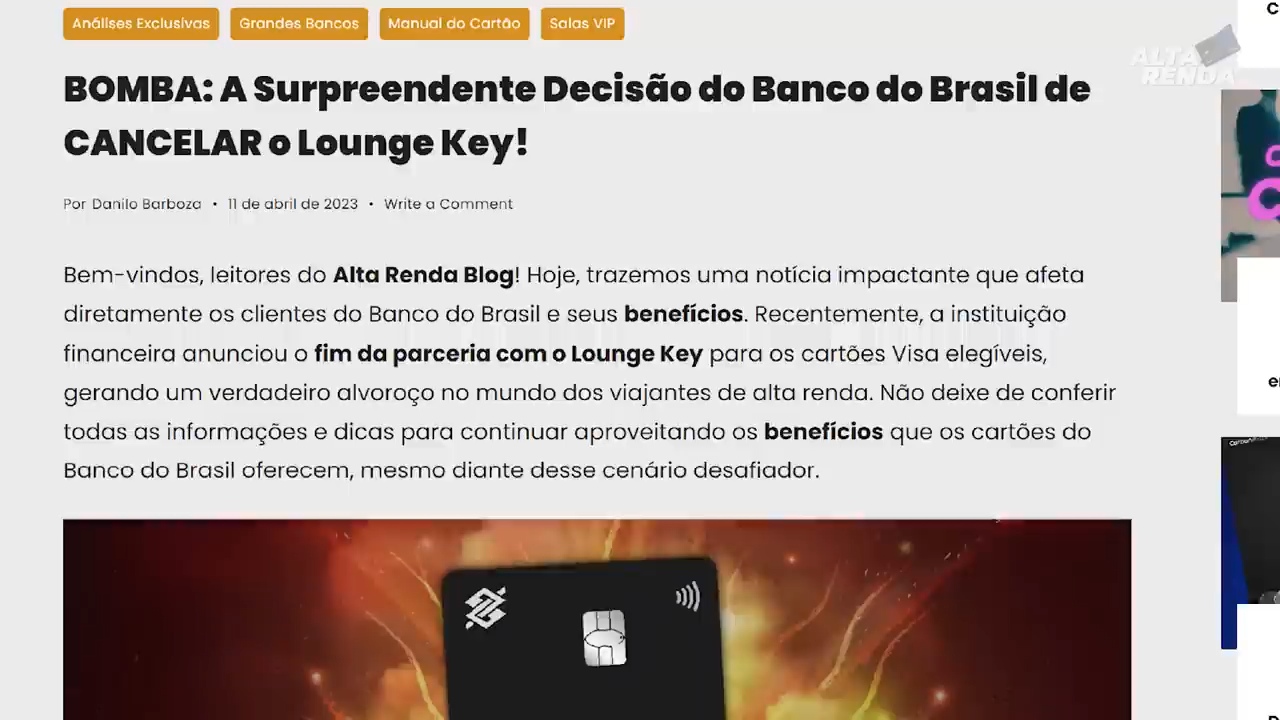 Análises Exclusivas Grandes Bancos Manual do Cartão Salas VIP
ALTA
RENDA
BOMBA: A Surpreendente Decisão do Banco do Brasil de
CANCELAR o Lounge Key!
Por Danilo Barboza • 11 de abril de 2023 • Write a Comment
Bem-vindos, leitores do Alta Renda Blog! Hoje, trazemos uma notícia impactante que afeta
diretamente os clientes do Banco do Brasil e seus benefícios. Recentemente, a instituição
financeira anunciou o fim da parceria com o Lounge Key para os cartões Visa elegíveis,
gerando um verdadeiro alvoroço no mundo dos viajantes de alta renda. Não deixe de conferir
todas as informações e dicas para continuar aproveitando os benefícios que os cartões do
Banco do Brasil oferecem, mesmo diante desse cenário desafiador.